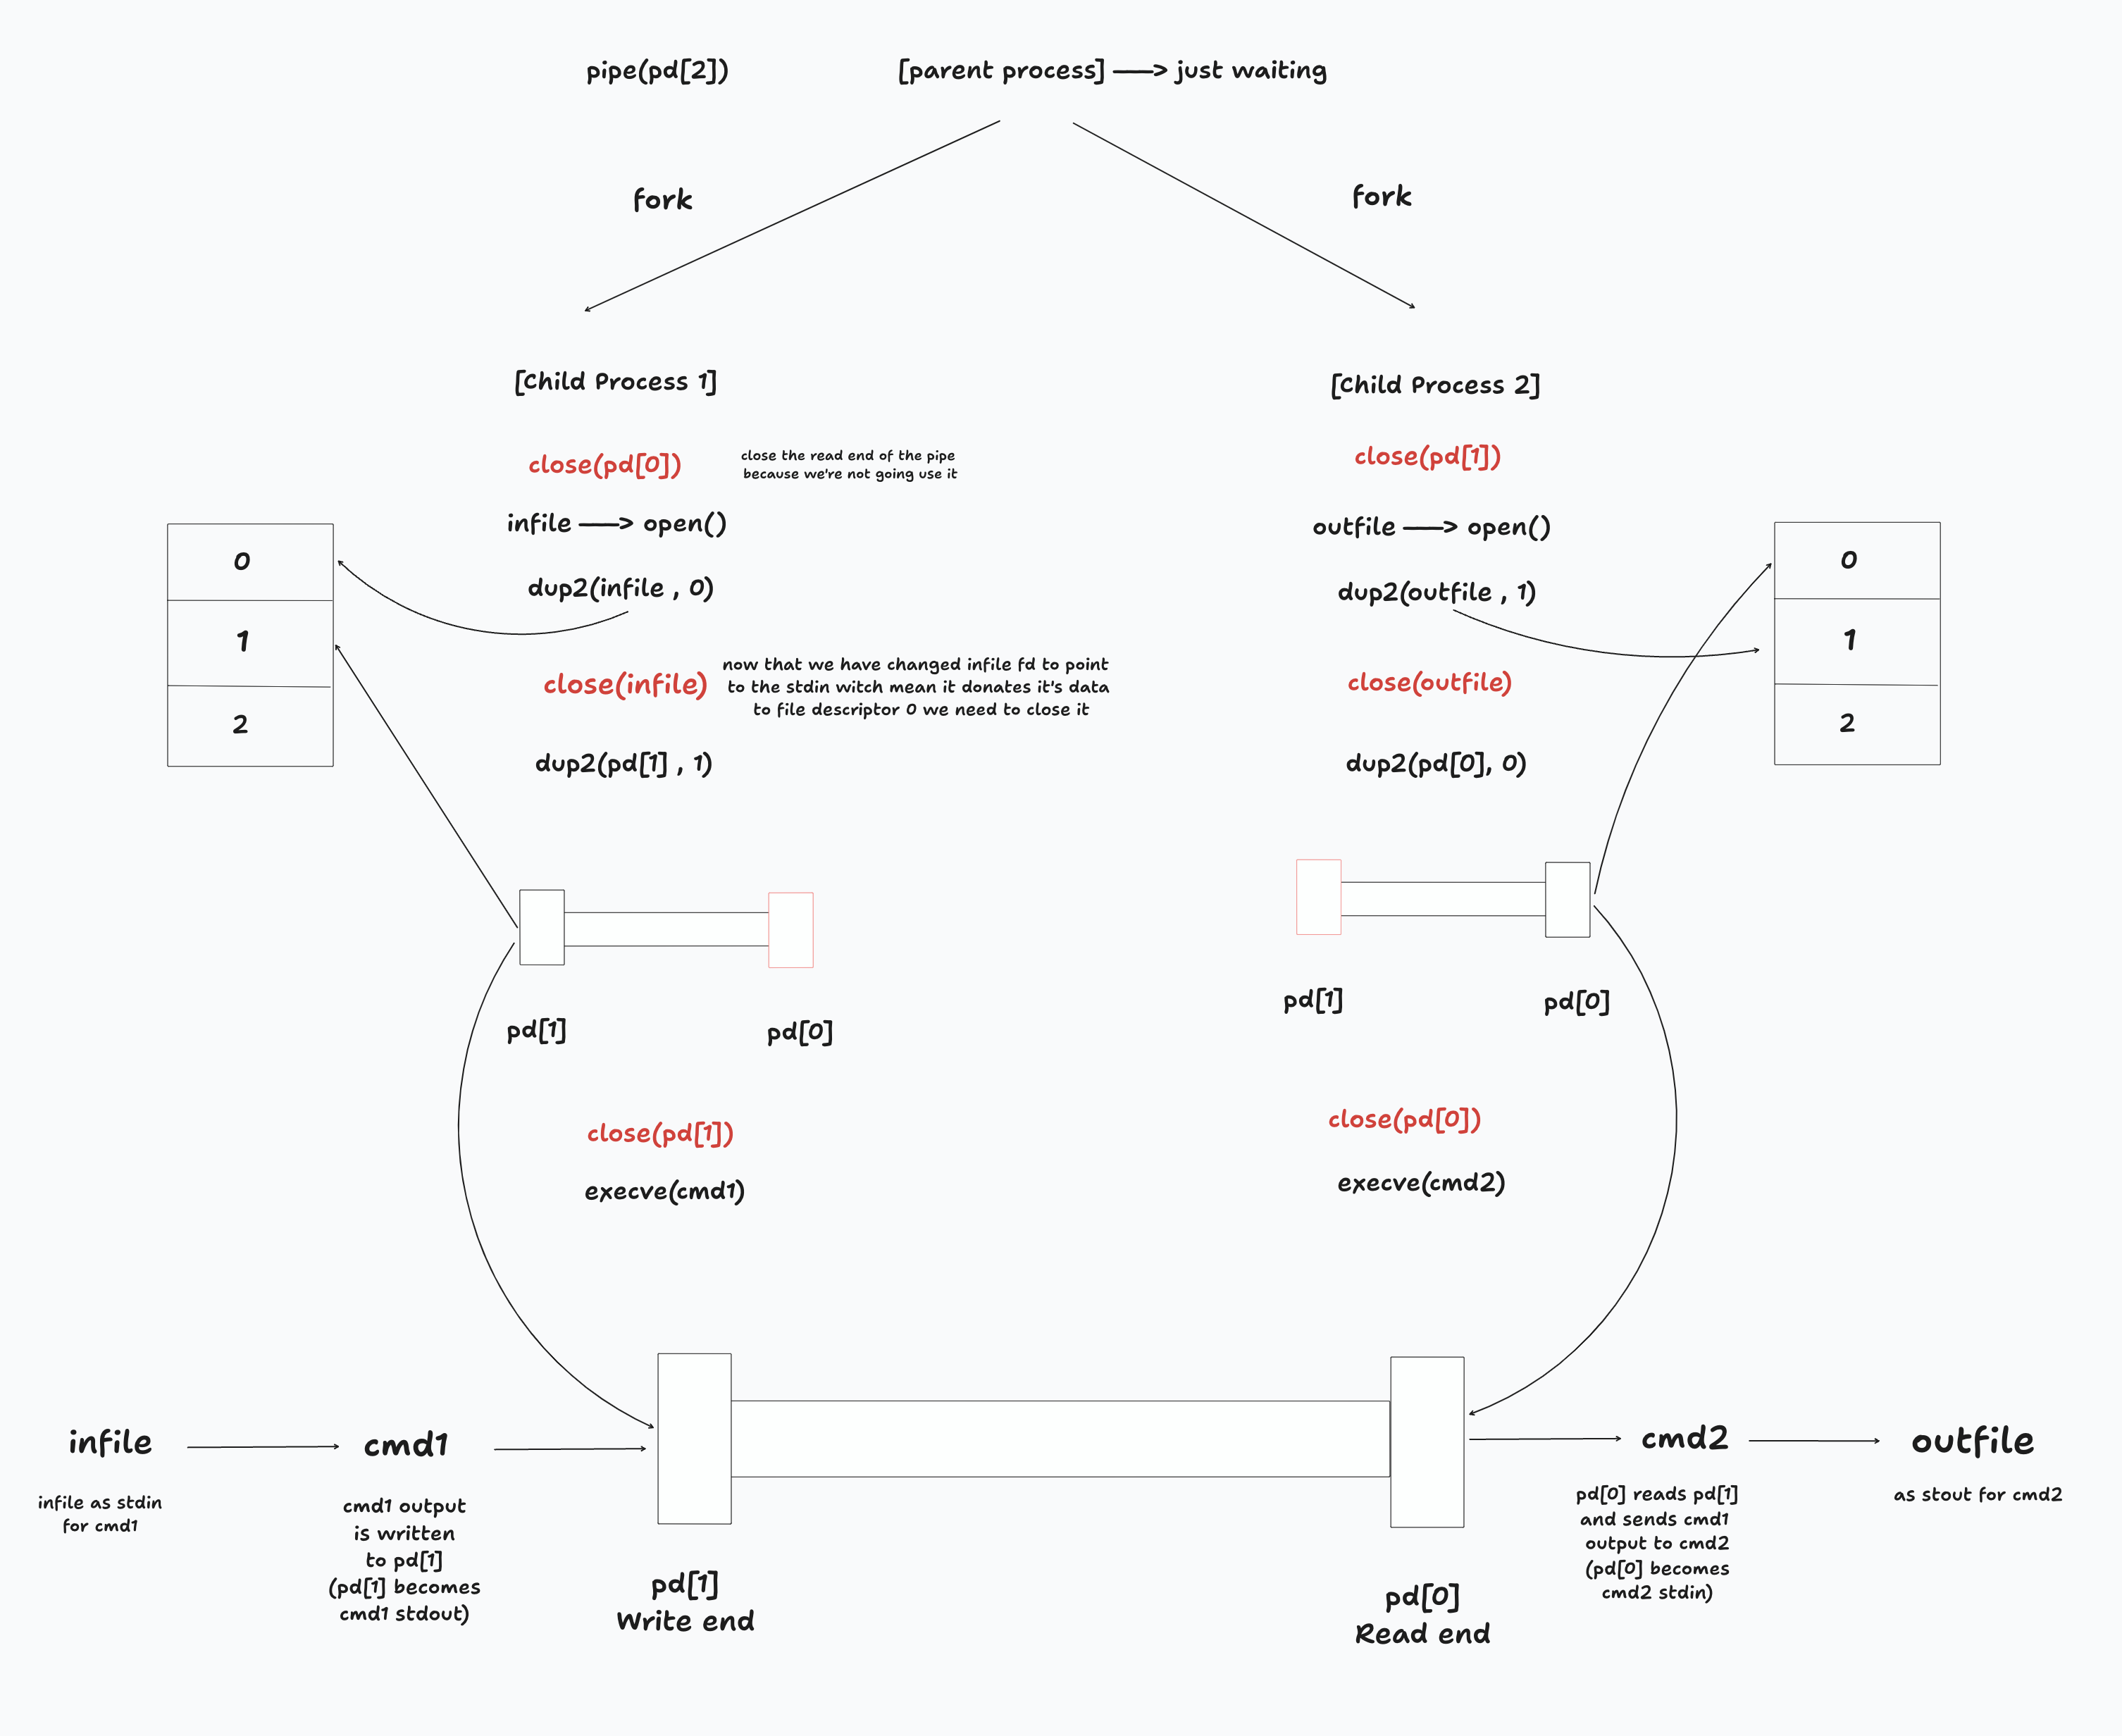 pipe(pd[2])
[parent process] ——> just waiting
fork
fork
[Child Process 1]
close(pd[0])
close the read end of the pipe
because we're not going use it
infile ——> open()
dup2(infile , 0)
close(infile)
now that we have changed infile fd to point
to the stdin witch mean it donates it's data
to file descriptor 0 we need to close it
dup2(pd[1] , 1)
0
1
2
pd[1]
pd[0]
close(pd[1])
execve(cmd1)
[Child Process 2]
close(pd[1])
outfile ——> open()
dup2(outfile , 1)
close(outfile)
dup2(pd[0], 0)
0
1
2
pd[1]
pd[0]
close(pd[0])
execve(cmd2)
infile
infile as stdin
for cmd1
cmd1
cmd1 output
is written
to pd[1]
(pd[1] becomes
cmd1 stdout)
pd[1]
Write end
pd[0]
Read end
cmd2
pd[0] reads pd[1]
and sends cmd1
output to cmd2
(pd[0] becomes
cmd2 stdin)
outfile
as stout for cmd2